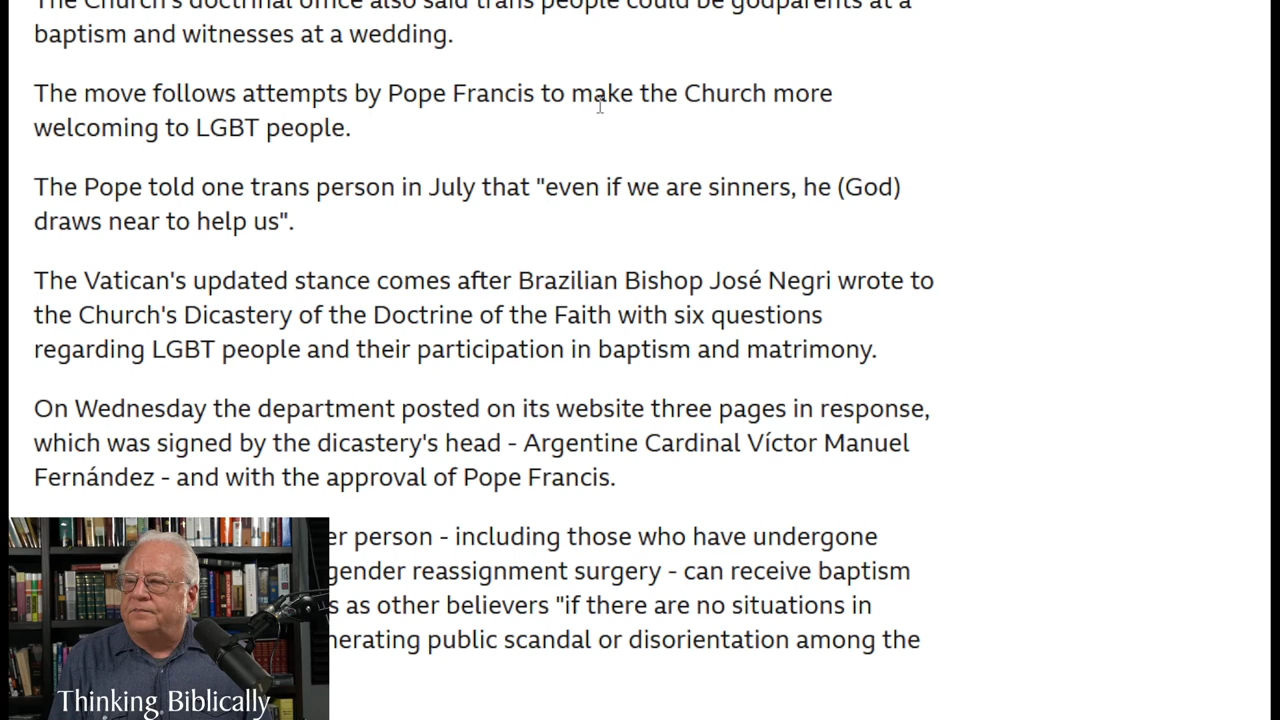 The Church's doctrinal office also said trans people could be godparents at a
baptism and witnesses at a wedding.
The move follows attempts by Pope Francis to make the Church more
welcoming to LGBT people.
The Pope told one trans person in July that "even if we are sinners, he (God)
draws near to help us".
The Vatican's updated stance comes after Brazilian Bishop José Negri wrote to
the Church's Dicastery of the Doctrine of the Faith with six questions
regarding LGBT people and their participation in baptism and matrimony.
On Wednesday the department posted on its website three pages in response,
which was signed by the dicastery's head - Argentine Cardinal Víctor Manuel
Fernández - and with the approval of Pope Francis.
er person - including those who have undergone
gender reassignment surgery - can receive baptism
s as other believers "if there are no situations in
nerating public scandal or disorientation among the
Thinking Biblically